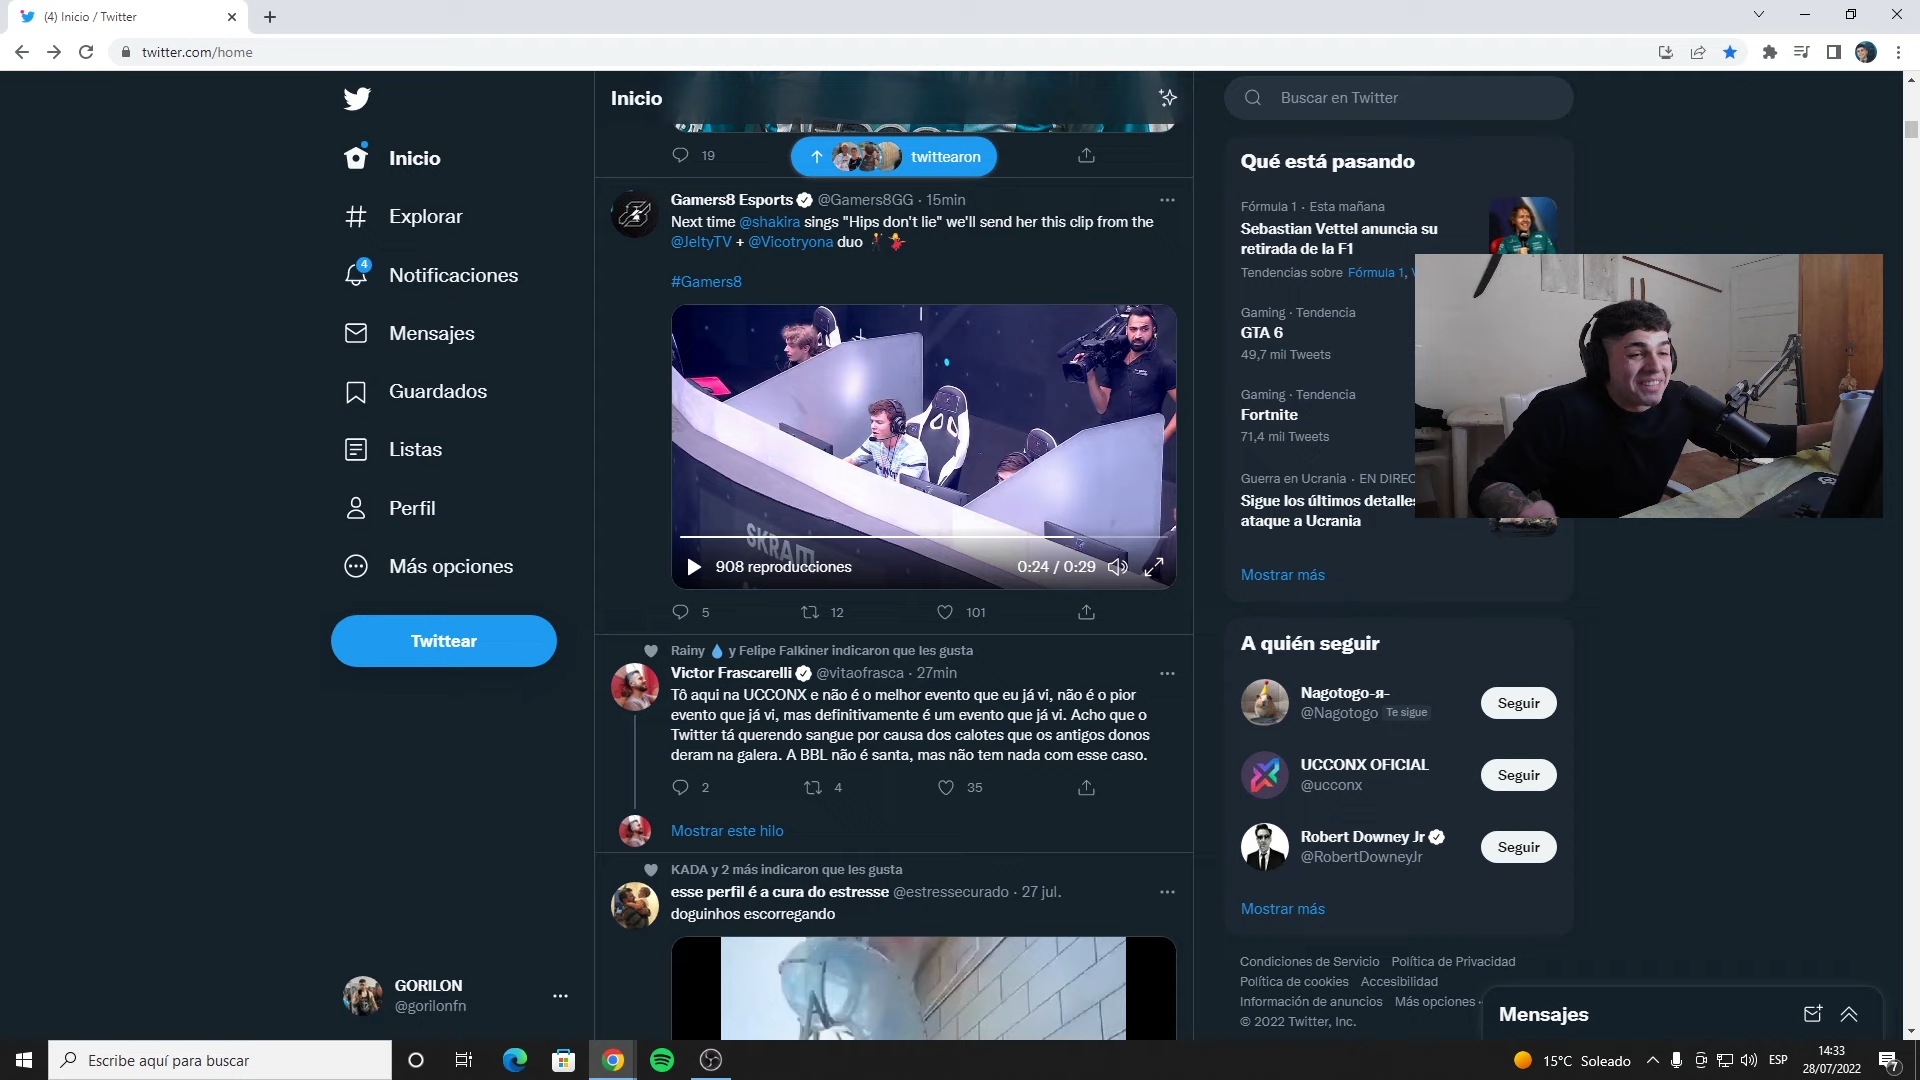 (4) Inicio / Twitter
twitter.com/home
Inicio
Explorar
4
Notificaciones
Mensajes
Guardados
Listas
Perfil
Más opciones
Twittear
GORILON
@gorilonfn
Inicio
19
twittearon
Gamers8 Esports @Gamers8GG · 15min
Next time @shakira sings "Hips don't lie" we'll send her this clip from the
@JeltyTV + @Vicotryona duo
#Gamers8
SKRAM
908 reproducciones
0:24 / 0:29
5
12
101
Rainy y Felipe Falkiner indicaron que les gusta
Victor Frascarelli @vitaofrasca · 27min
Tô aqui na UCCONX e não é o melhor evento que eu já vi, não é o pior
evento que já vi, mas definitivamente é um evento que já vi. Acho que o
Twitter tá querendo sangue por causa dos calotes que os antigos donos
deram na galera. A BBL não é santa, mas não tem nada com esse caso.
2
4
35
Mostrar este hilo
KADA y 2 más indicaron que les gusta
esse perfil é a cura do estresse @estressecurado · 27 jul.
doguinhos escorregando
Buscar en Twitter
Qué está pasando
Fórmula 1 · Esta mañana
Sebastian Vettel anuncia su
retirada de la F1
Tendencias sobre Fórmula 1,
Gaming · Tendencia
GTA 6
49,7 mil Tweets
Gaming · Tendencia
Fortnite
71,4 mil Tweets
Guerra en Ucrania · EN DIREC
Sigue los últimos detalles
ataque a Ucrania
Mostrar más
A quién seguir
Nagotogo-я-
@Nagotogo Te sigue
Seguir
UCCONX OFICIAL
@ucconx
Seguir
Robert Downey Jr
@RobertDowneyJr
Seguir
Mostrar más
Condiciones de Servicio Política de Privacidad
Política de cookies Accesibilidad
Información de anuncios Más opciones
© 2022 Twitter, Inc.
Mensajes
Escribe aquí para buscar
15°C Soleado
ESP
14:33
28/07/2022
7